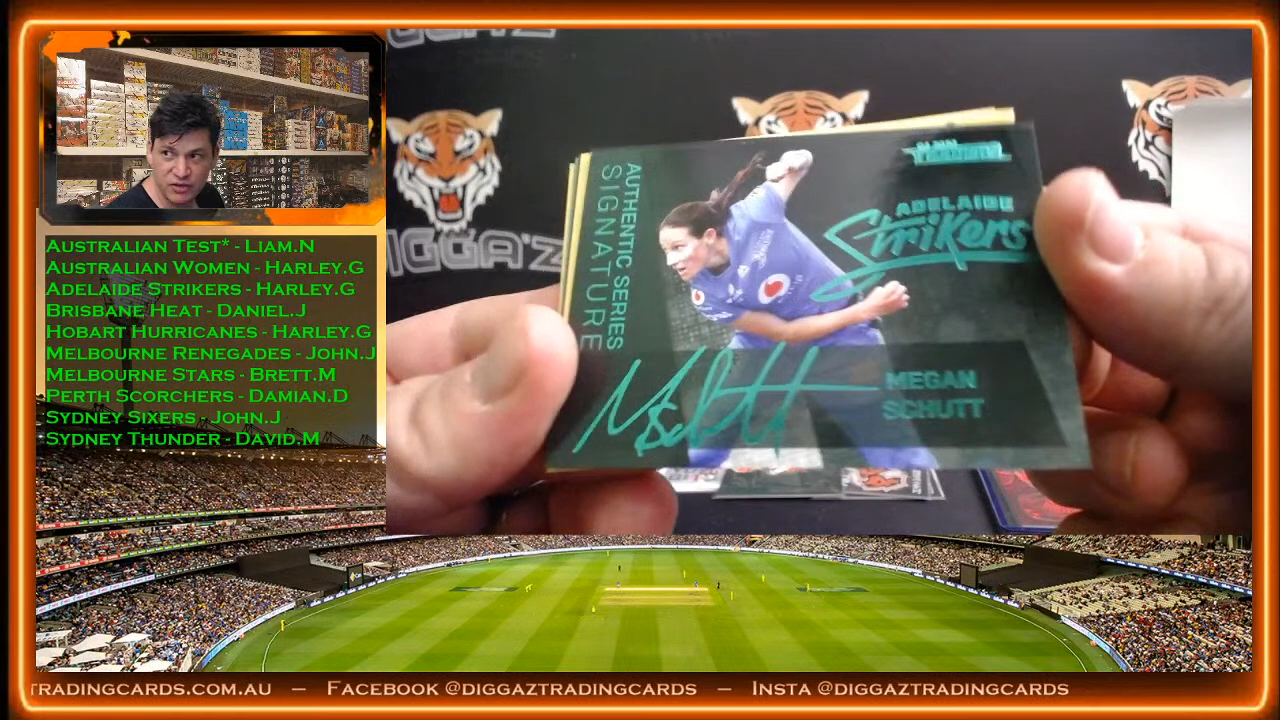 AUSTRALIAN TEST* - LIAM.N
AUSTRALIAN WOMEN - HARLEY.G
ADELAIDE STRIKERS - HARLEY.G
BRISBANE HEAT - DANIEL.J
HOBART HURRICANES - HARLEY.G
MELBOURNE RENEGADES - JOHN.J
MELBOURNE STARS - BRETT.M
PERTH SCORCHERS - DAMIAN.D
SYDNEY SIXERS - JOHN.J
SYDNEY THUNDER - DAVID.M
DIGGA'Z
AUTHENTIC SERIES
SIGNATURE
ADELAIDE
Strikers
MEGAN
SCHUTT
TRADINGCARDS.COM.AU — FACEBOOK @DIGGAZTRADINGCARDS — INSTA @DIGGAZTRADINGCARDS